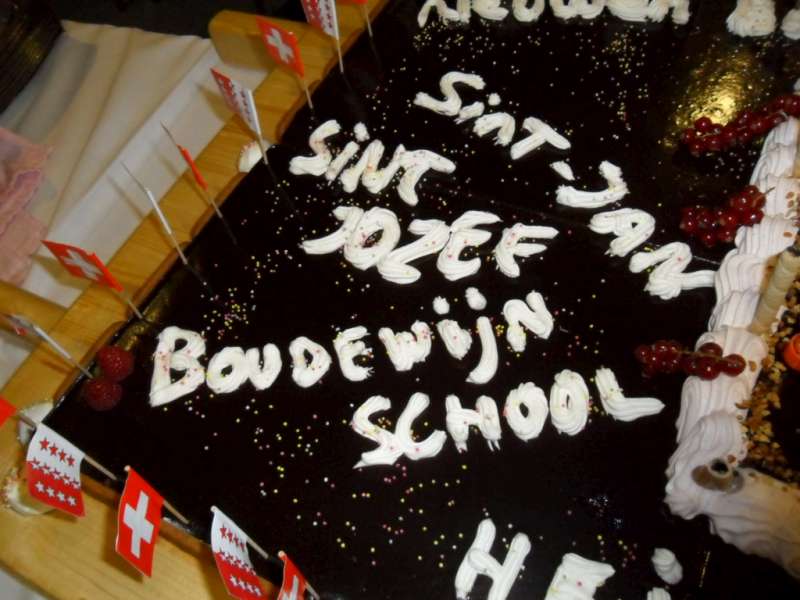 SinT-JAN
SINT
JOZEF
BOUDEWijN
SCHOOL